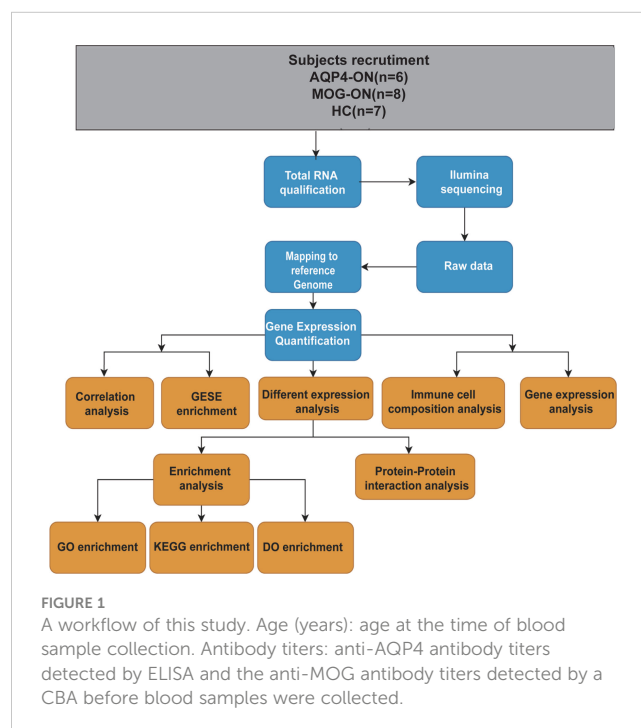 Subjects recrutiment
AQP4-ON(n=6)
MOG-ON(n=8)
HC(n=7)
Total RNA
qualification
Ilumina
sequencing
Mapping to
reference
Genome
Raw data
Gene Expression
Quantification
Correlation
analysis
GESE
enrichment
Different expression
analysis
Immune cell
composition analysis
Gene expression
analysis
Enrichment
analysis
Protein-Protein
interaction analysis
GO enrichment
KEGG enrichment
DO enrichment
FIGURE 1
A workflow of this study. Age (years): age at the time of blood
sample collection. Antibody titers: anti-AQP4 antibody titers
detected by ELISA and the anti-MOG antibody titers detected by a
CBA before blood samples were collected.